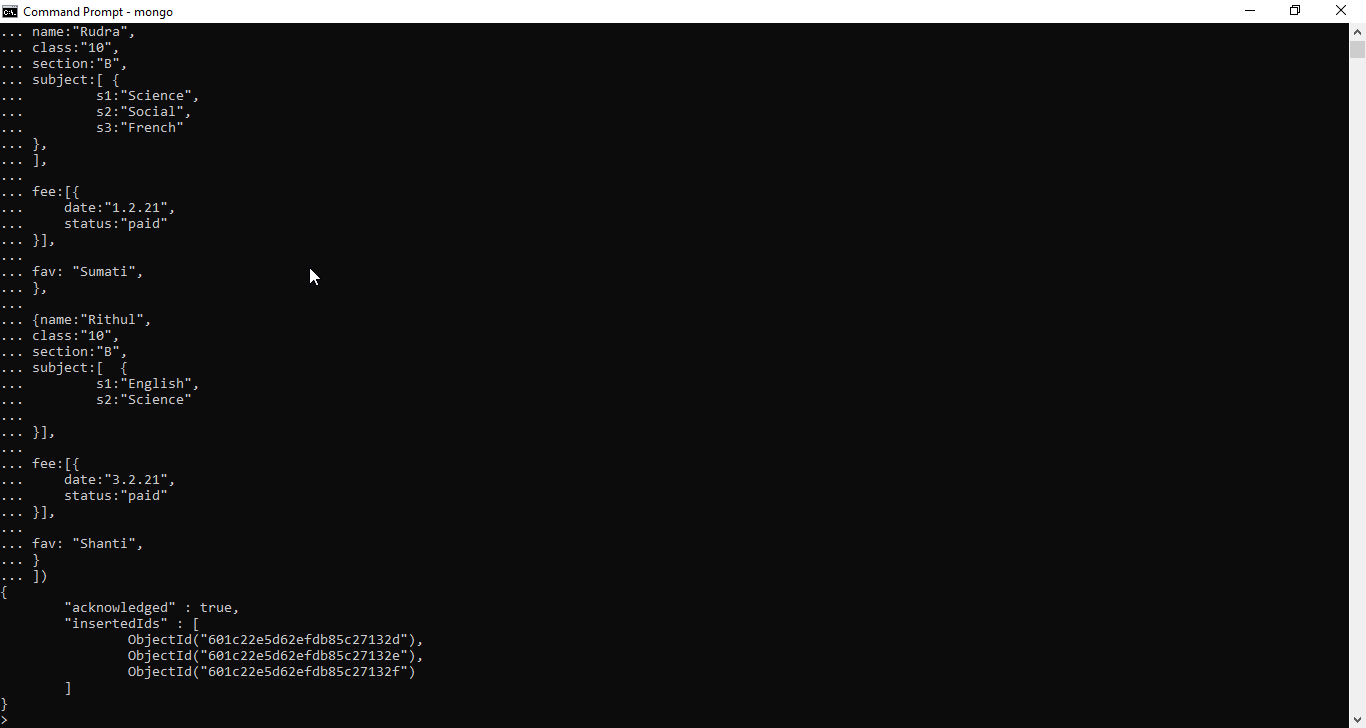 Command Prompt - mongo
... name:"Rudra",
... class:"10",
... section:"B",
... subject:[ {
...         s1:"Science",
...         s2:"Social",
...         s3:"French"
... },
... ],
...
... fee:[{
...     date:"1.2.21",
...     status:"paid"
... }],
...
... fav: "Sumati",
... },
...
... {name:"Rithul",
... class:"10",
... section:"B",
... subject:[  {
...         s1:"English",
...         s2:"Science"
...
... }],
...
... fee:[{
...     date:"3.2.21",
...     status:"paid"
... }],
...
... fav: "Shanti",
... }
... ])
{
        "acknowledged" : true,
        "insertedIds" : [
                ObjectId("601c22e5d62efdb85c27132d"),
                ObjectId("601c22e5d62efdb85c27132e"),
                ObjectId("601c22e5d62efdb85c27132f")
        ]
}
>